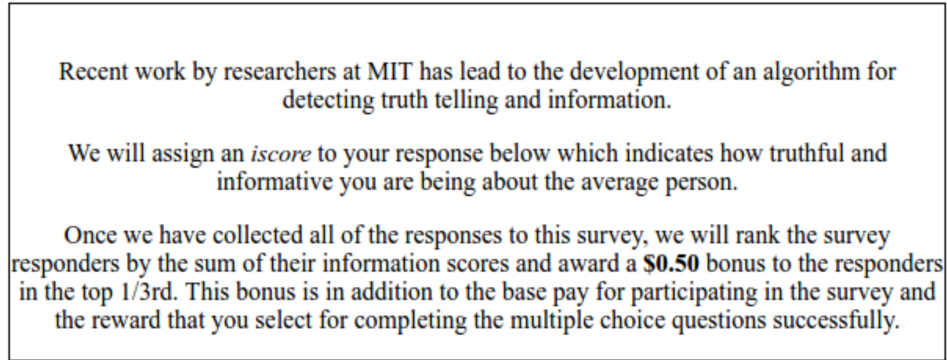 Recent work by researchers at MIT has lead to the development of an algorithm for
detecting truth telling and information.
We will assign an iscore to your response below which indicates how truthful and
informative you are being about the average person.
Once we have collected all of the responses to this survey, we will rank the survey
responders by the sum of their information scores and award a $0.50 bonus to the responders
in the top 1/3rd. This bonus is in addition to the base pay for participating in the survey and
the reward that you select for completing the multiple choice questions successfully.